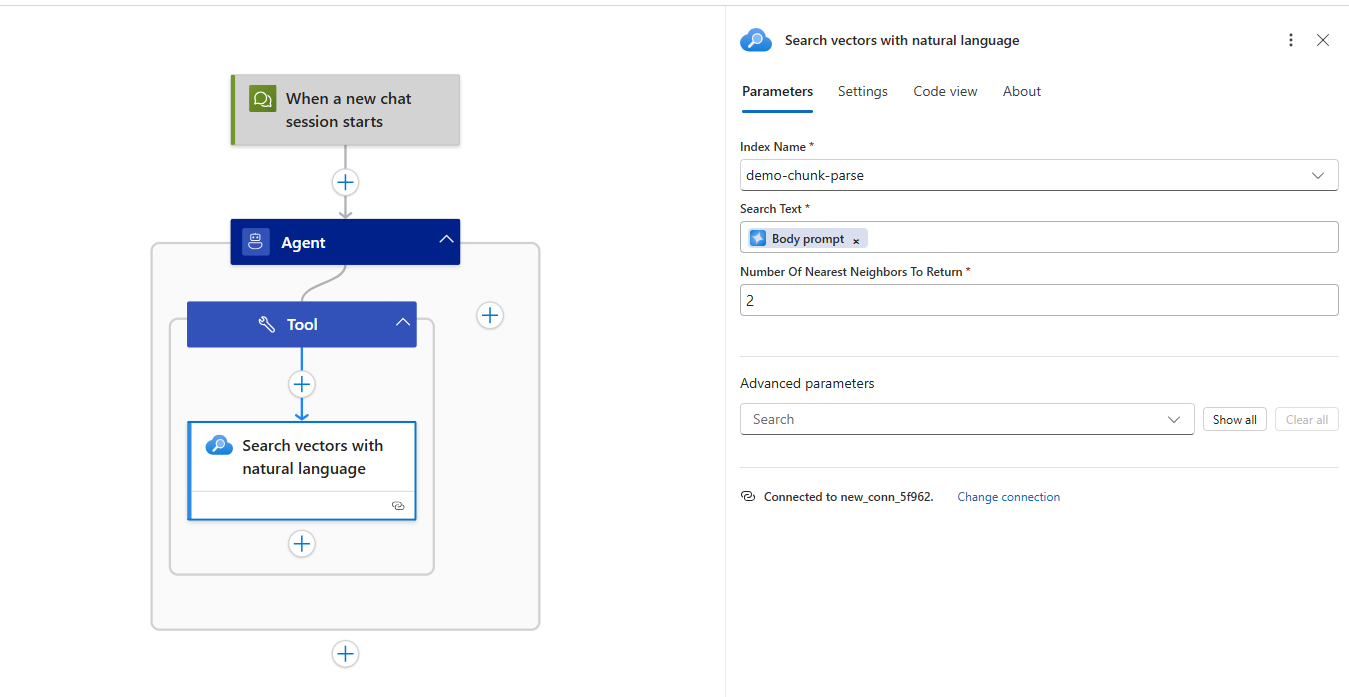 When a new chat
session starts
Agent
Tool
Search vectors with
natural language
Search vectors with natural language
Parameters Settings Code view About
Index Name *
demo-chunk-parse
Search Text *
Body prompt ×
Number Of Nearest Neighbors To Return *
2
Advanced parameters
Search Show all Clear all
Connected to new_conn_5f962. Change connection